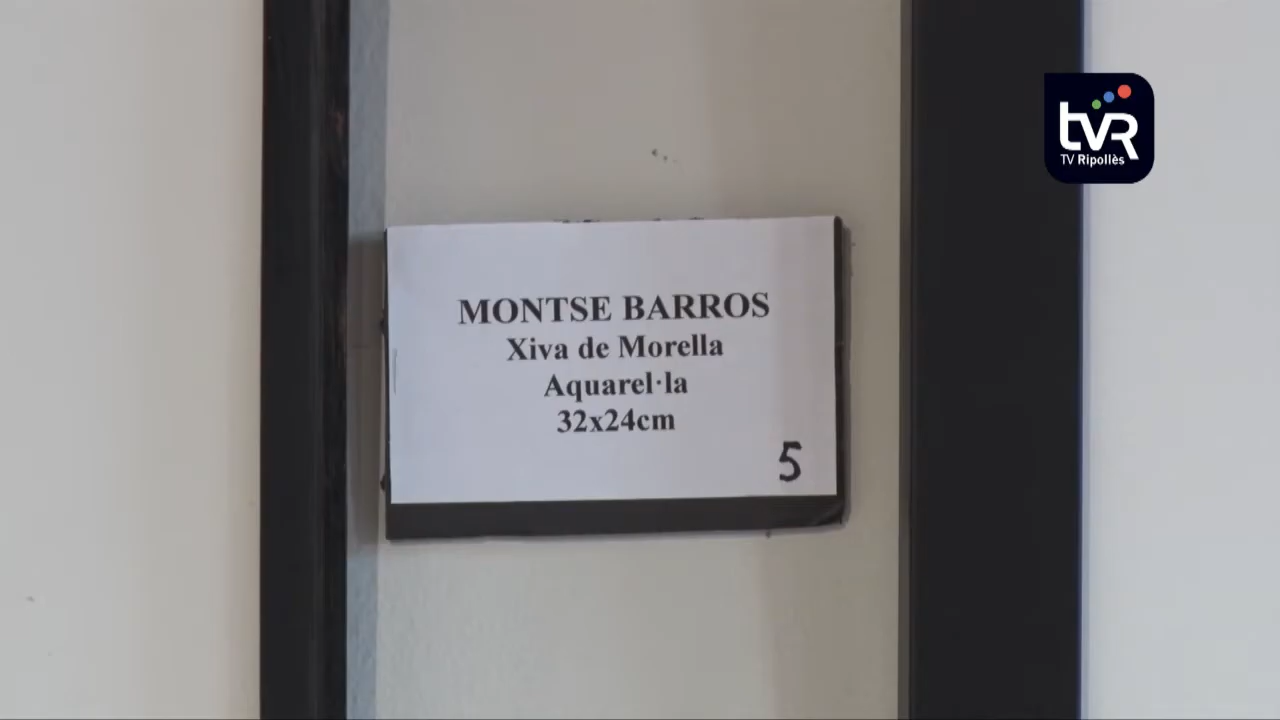 tvR
TV Ripollès
MONTSE BARROS
Xiva de Morella
Aquarel·la
32x24cm
5